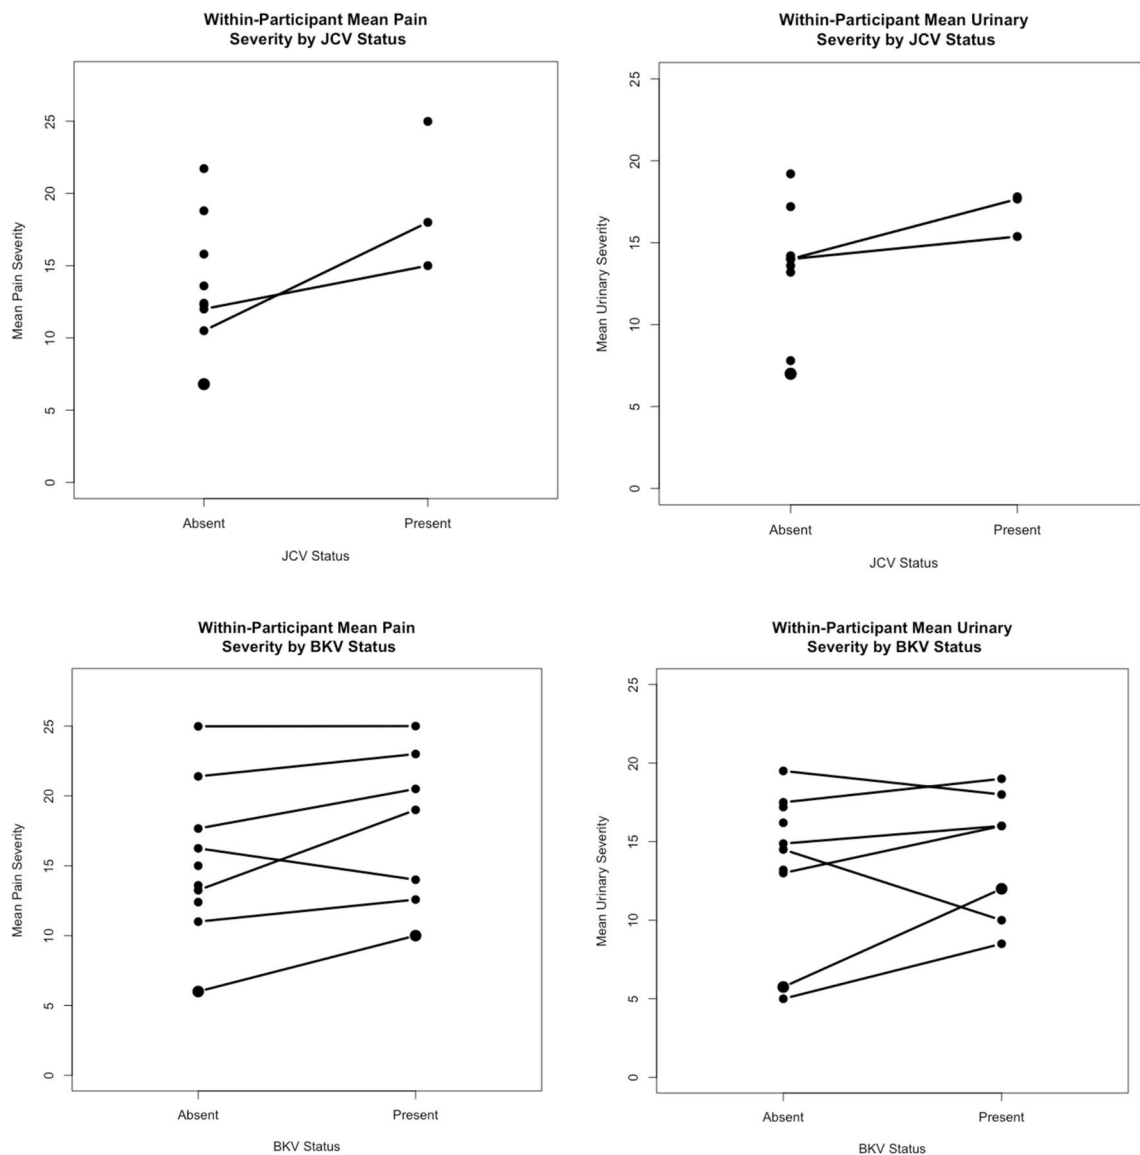 Within-Participant Mean Pain
Severity by JCV Status
Mean Pain Severity
25
20
15
10
5
0
Absent
Present
JCV Status
Within-Participant Mean Urinary
Severity by JCV Status
Mean Urinary Severity
25
20
15
10
5
0
Absent
Present
JCV Status
Within-Participant Mean Pain
Severity by BKV Status
Mean Pain Severity
25
20
15
10
5
0
Absent
Present
BKV Status
Within-Participant Mean Urinary
Severity by BKV Status
Mean Urinary Severity
25
20
15
10
5
0
Absent
Present
BKV Status